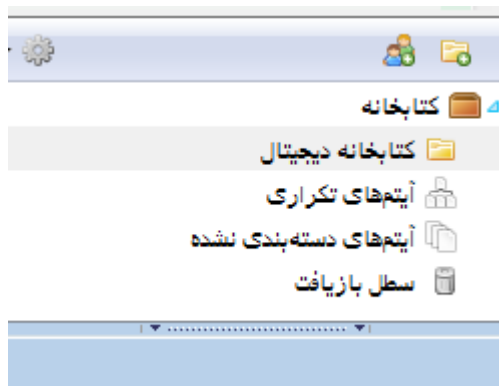 کتابخانه
کتابخانه دیجیتال
آیتم‌های تکراری
آیتم‌های دسته‌بندی نشده
سطل بازیافت